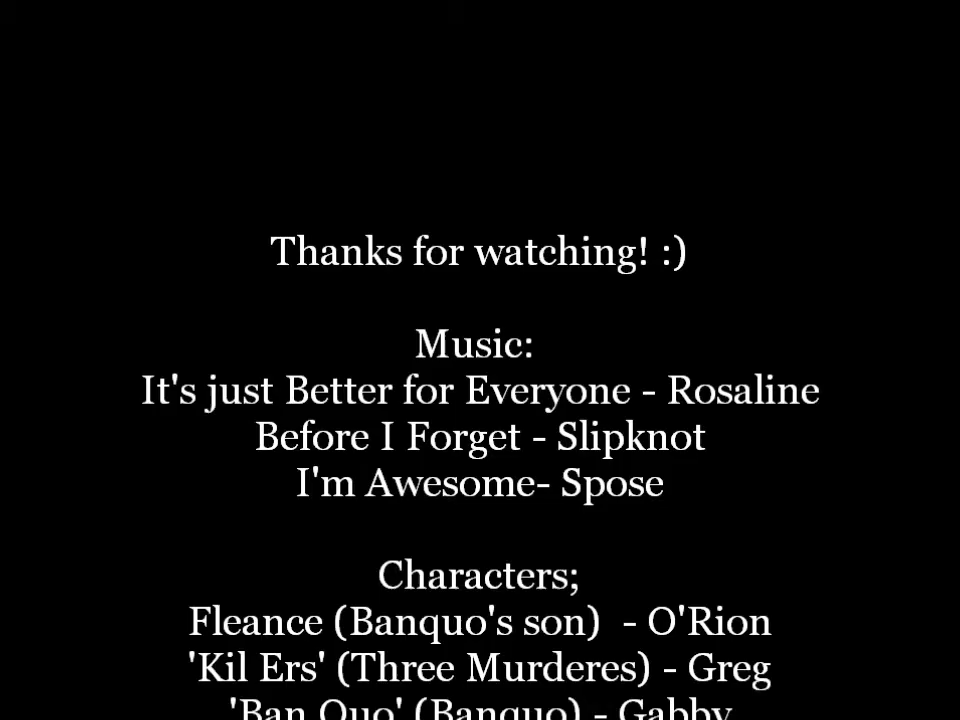 Thanks for watching! :)
Music:
It's just Better for Everyone - Rosaline
Before I Forget - Slipknot
I'm Awesome- Spose
Characters;
Fleance (Banquo's son)  - O'Rion
'Kil Ers' (Three Murderes) - Greg
'Ban Quo' (Banquo) - Gabby